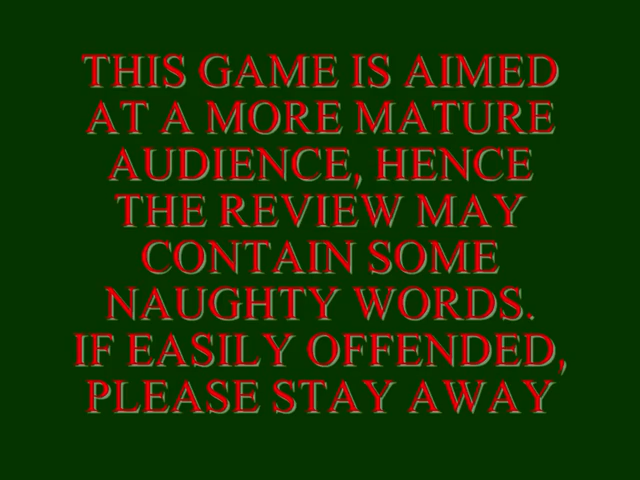 THIS GAME IS AIMED
AT A MORE MATURE
AUDIENCE, HENCE
THE REVIEW MAY
CONTAIN SOME
NAUGHTY WORDS.
IF EASILY OFFENDED,
PLEASE STAY AWAY